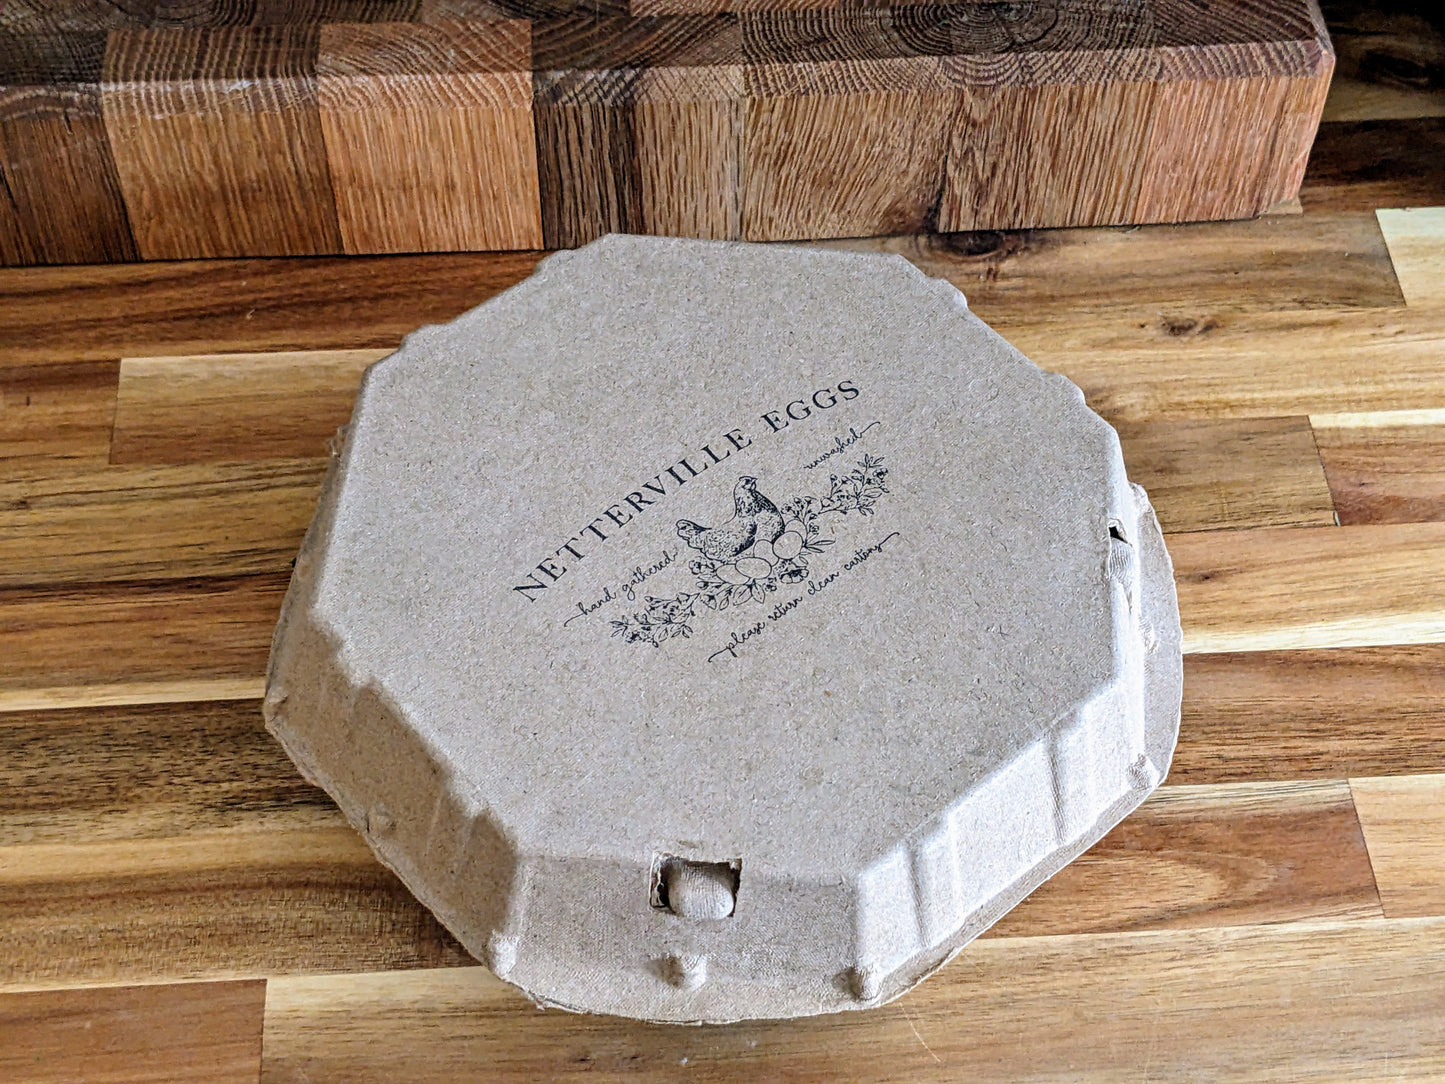 NETTERVILLE EGGS
hand gathered
unwashed
please return clean cartons